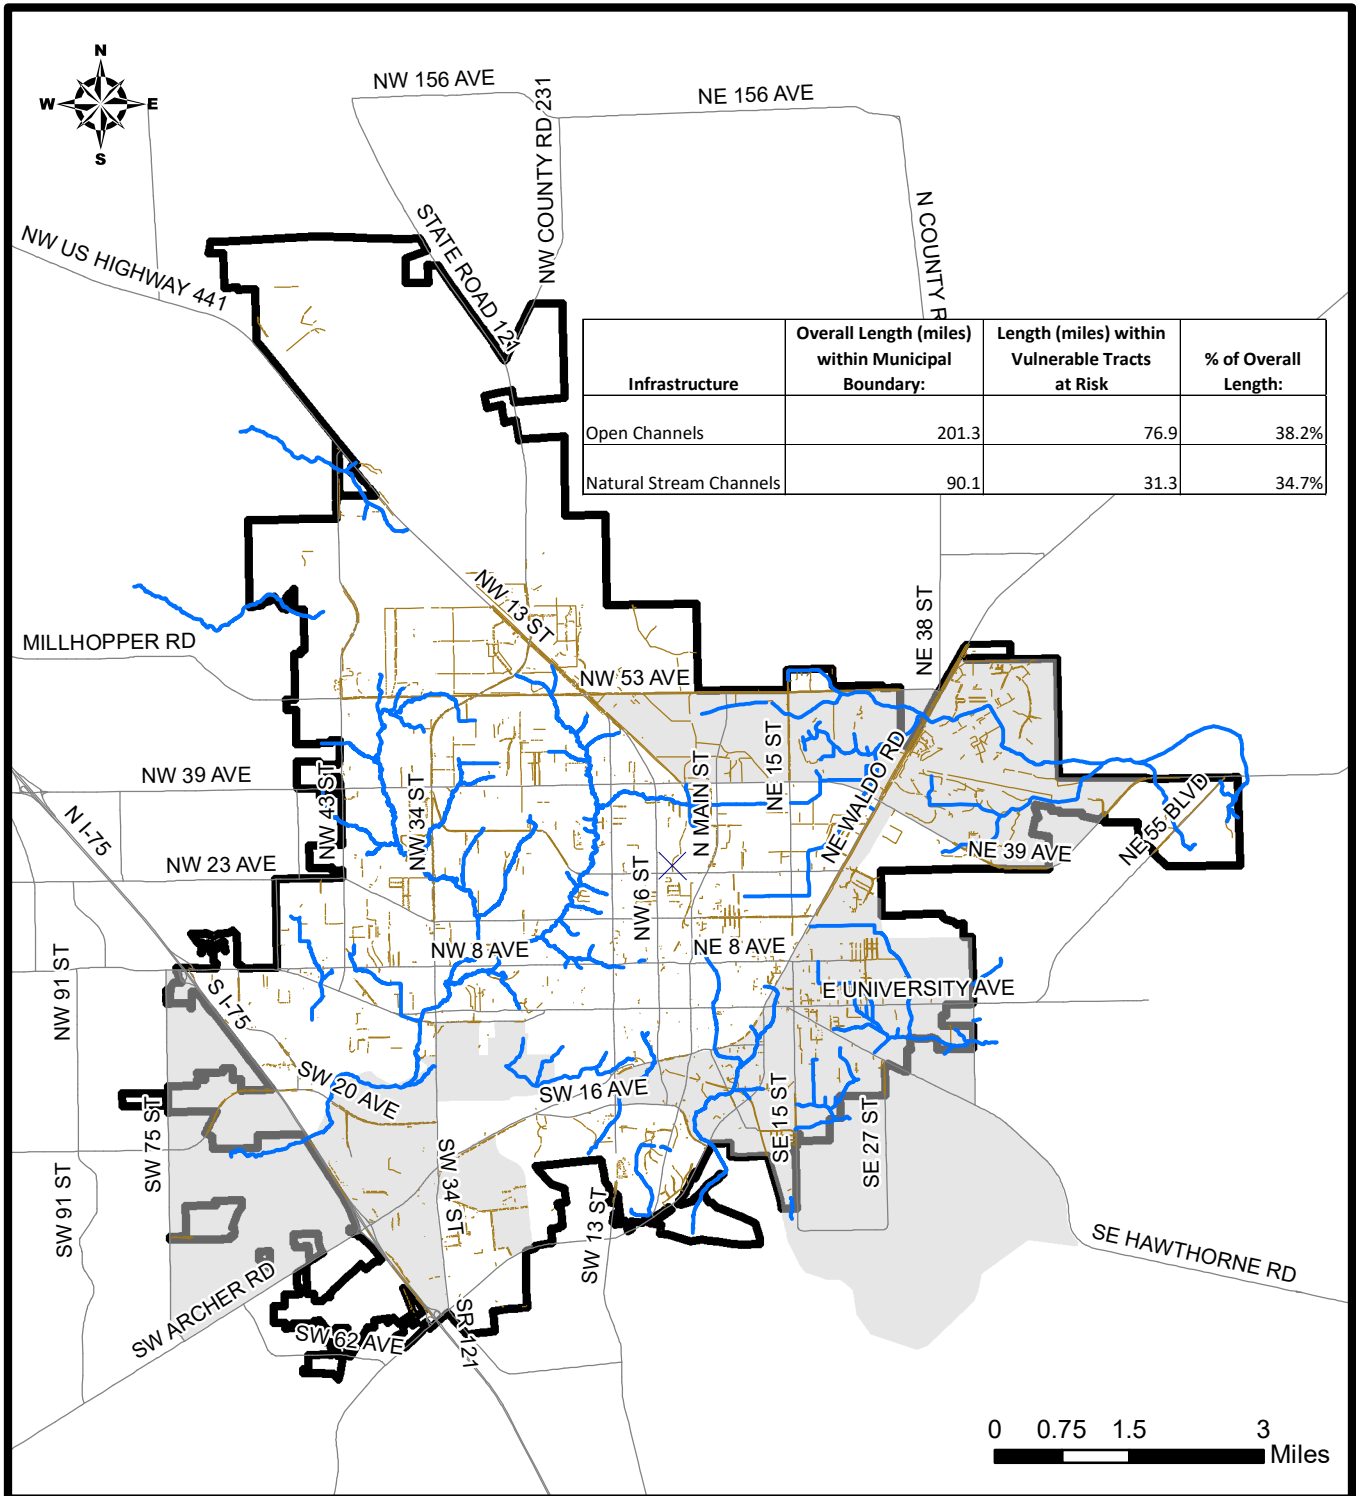 N
W E
S
NW 156 AVE
NE 156 AVE
NW COUNTY RD 231
N COUNTY R
STATE ROAD 121
NW US HIGHWAY 441
Infrastructure
Overall Length (miles)
within Municipal
Boundary:
Length (miles) within
Vulnerable Tracts
at Risk
% of Overall
Length:
Open Channels 201.3 76.9 38.2%
Natural Stream Channels 90.1 31.3 34.7%
NW 13 ST
NE 38 ST
MILLHOPPER RD
NW 53 AVE
NE 15 ST
NE WALDO RD
N MAIN ST
NW 39 AVE
NW 43 ST
NW 34 ST
N I-75
NE 55 BLVD
NE 39 AVE
NW 23 AVE
NW 6 ST
NW 8 AVE
NE 8 AVE
NW 91 ST
S I-75
E UNIVERSITY AVE
SW 20 AVE
SW 16 AVE
SW 75 ST
SE 15 ST
SE 27 ST
SW 91 ST
SW 34 ST
SW 13 ST
SE HAWTHORNE RD
SW ARCHER RD
SW 62 AVE
SR 121
0 0.75 1.5 3
Miles